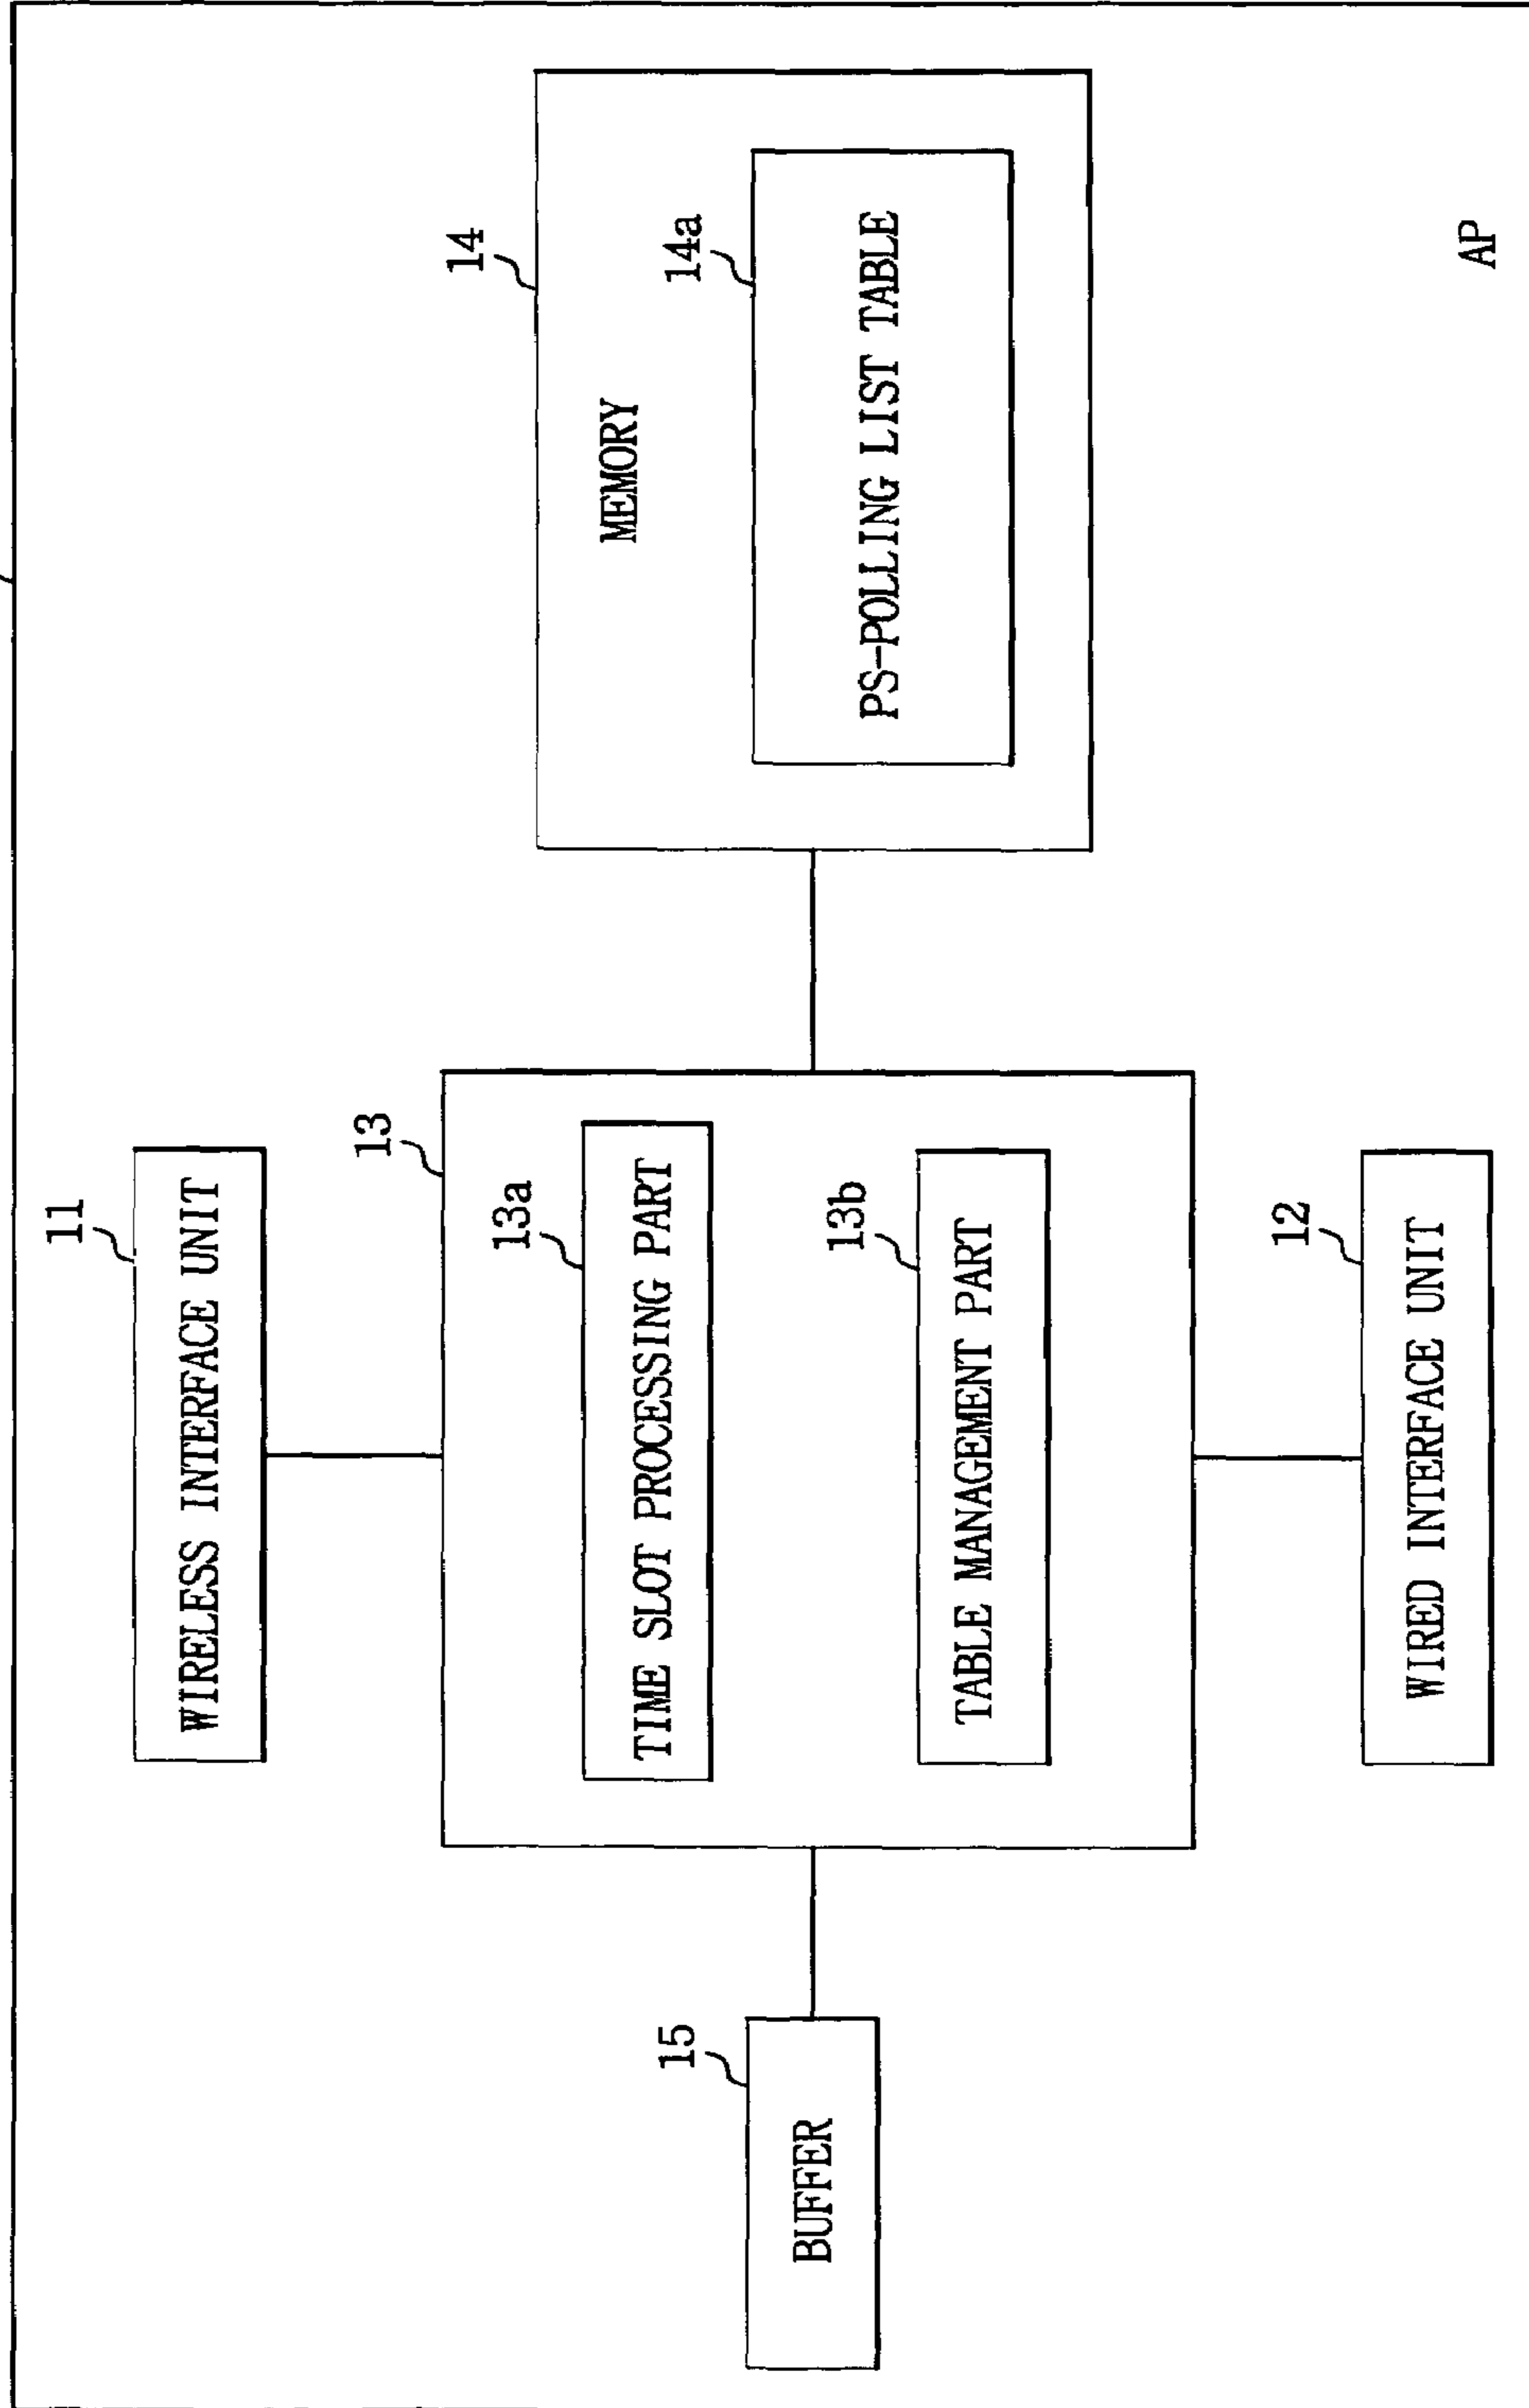 11
WIRELESS INTERFACE UNIT
15
BUFFER
13
13a
TIME SLOT PROCESSING PART
13b
TABLE MANAGEMENT PART
14
MEMORY
14a
PS-POLLING LIST TABLE
12
WIRED INTERFACE UNIT
AP